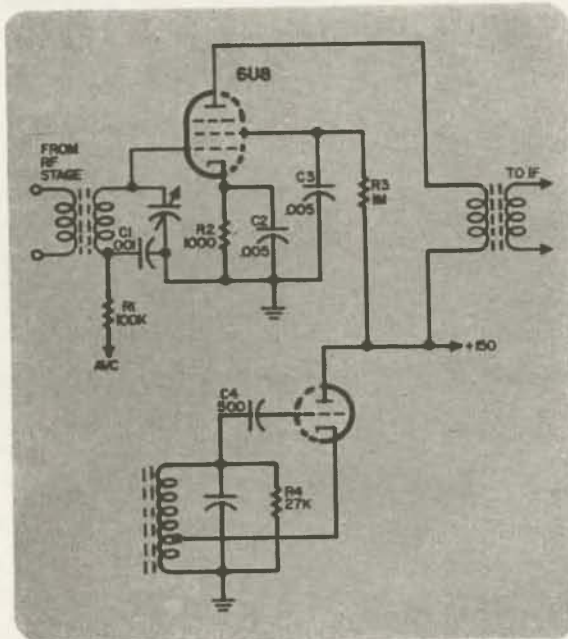 6U8
FROM
RF
STAGE
C1
.001
R1
100K
AVC
R2
1000
C2
.005
C3
.005
R3
1M
TO IF
+150
C4
500
R4
27K